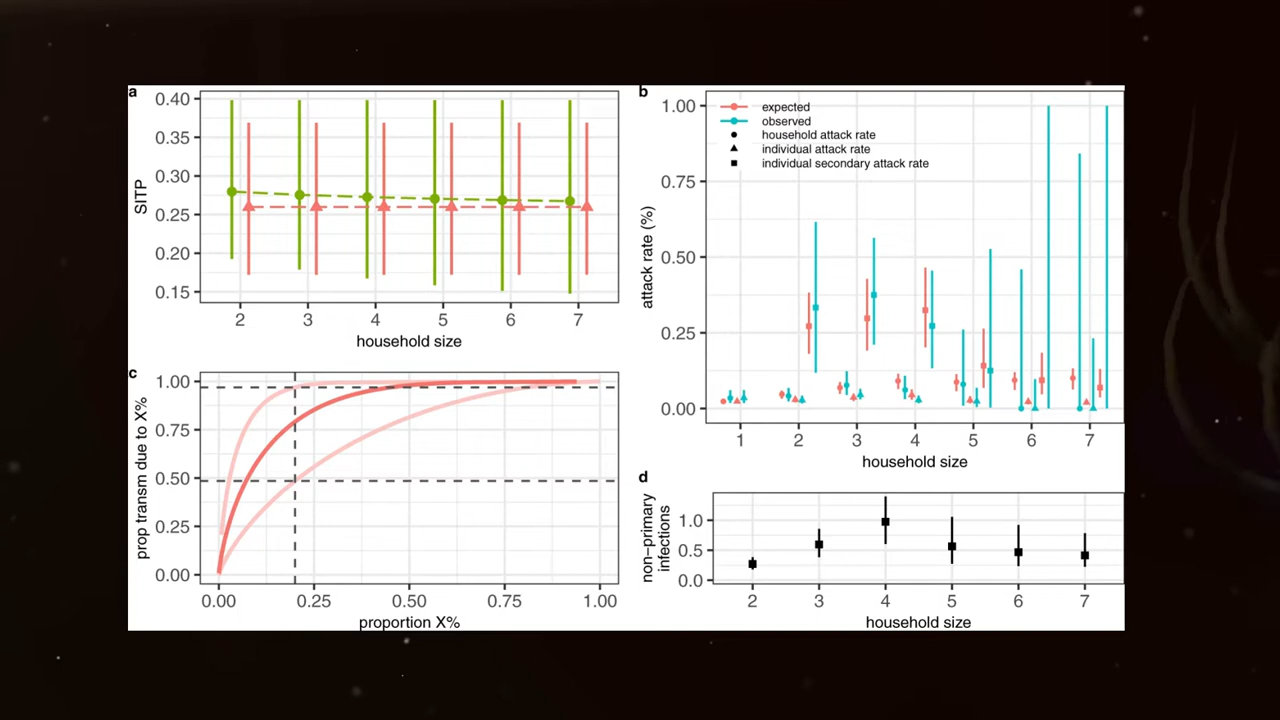 a
0.40
0.35
0.30
0.25
0.20
0.15
SITP
2 3 4 5 6 7
household size
b
expected
observed
household attack rate
individual attack rate
individual secondary attack rate
1.00
0.75
0.50
0.25
0.00
attack rate (%)
1 2 3 4 5 6 7
household size
c
1.00
0.75
0.50
0.25
0.00
prop transm due to X%
0.00 0.25 0.50 0.75 1.00
proportion X%
d
1.0
0.5
0.0
non−primary
infections
2 3 4 5 6 7
household size